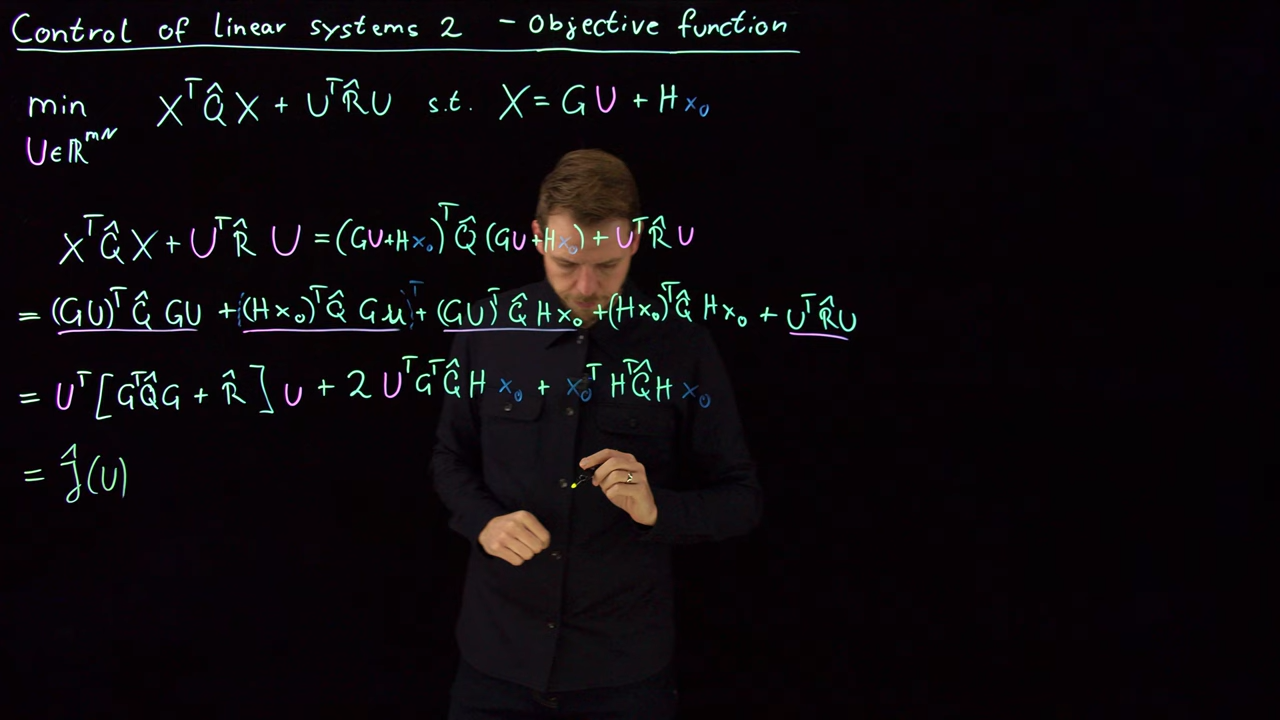 Control of linear systems 2 - Objective function
min X^T Q̂ X + U^T R̂ U s.t. X = GU + H x₀
U∈ℝ^{mN}
X^T Q̂ X + U^T R̂ U = (GU+Hx₀)^T Q̂ (GU+Hx₀) + U^T R̂ U
= (GU)^T Q̂ GU + ((Hx₀)^T Q̂ Gu)^T + (GU)^T Q̂ Hx₀ + (Hx₀)^T Q̂ Hx₀ + U^T R̂ U
= U^T [G^T Q̂ G + R̂] U + 2 U^T G^T Q̂ H x₀ + x₀^T H^T Q̂ H x₀
= Ĵ(U)